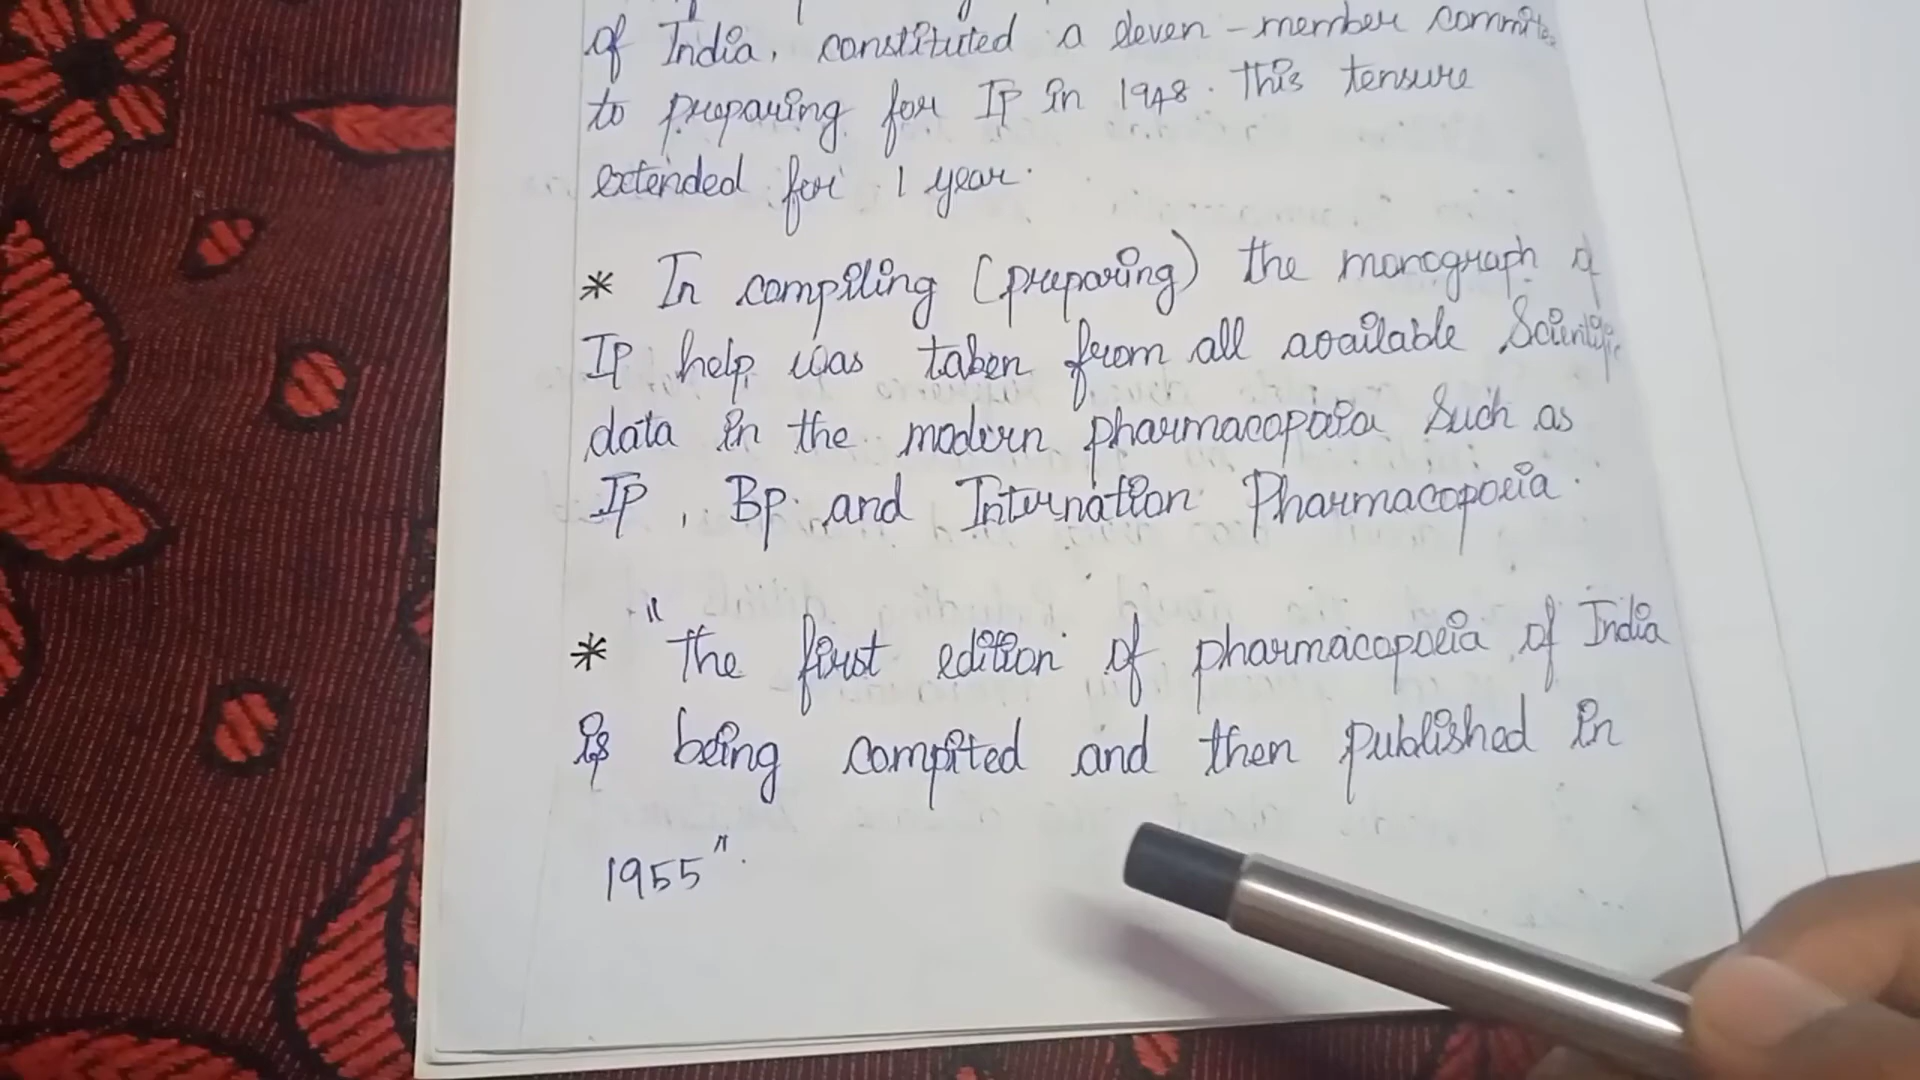 of India, constituted a eleven - member committe
to preparing for IP in 1948. This tensure
extended for 1 year.
* In compiling (preparing) the monograph of
IP help was taken from all available Scientific
data in the modern pharmacopoeia such as
IP, BP and Internation Pharmacopoeia.
* "The first edition of pharmacopoeia of India
is being compited and then published in
1955".